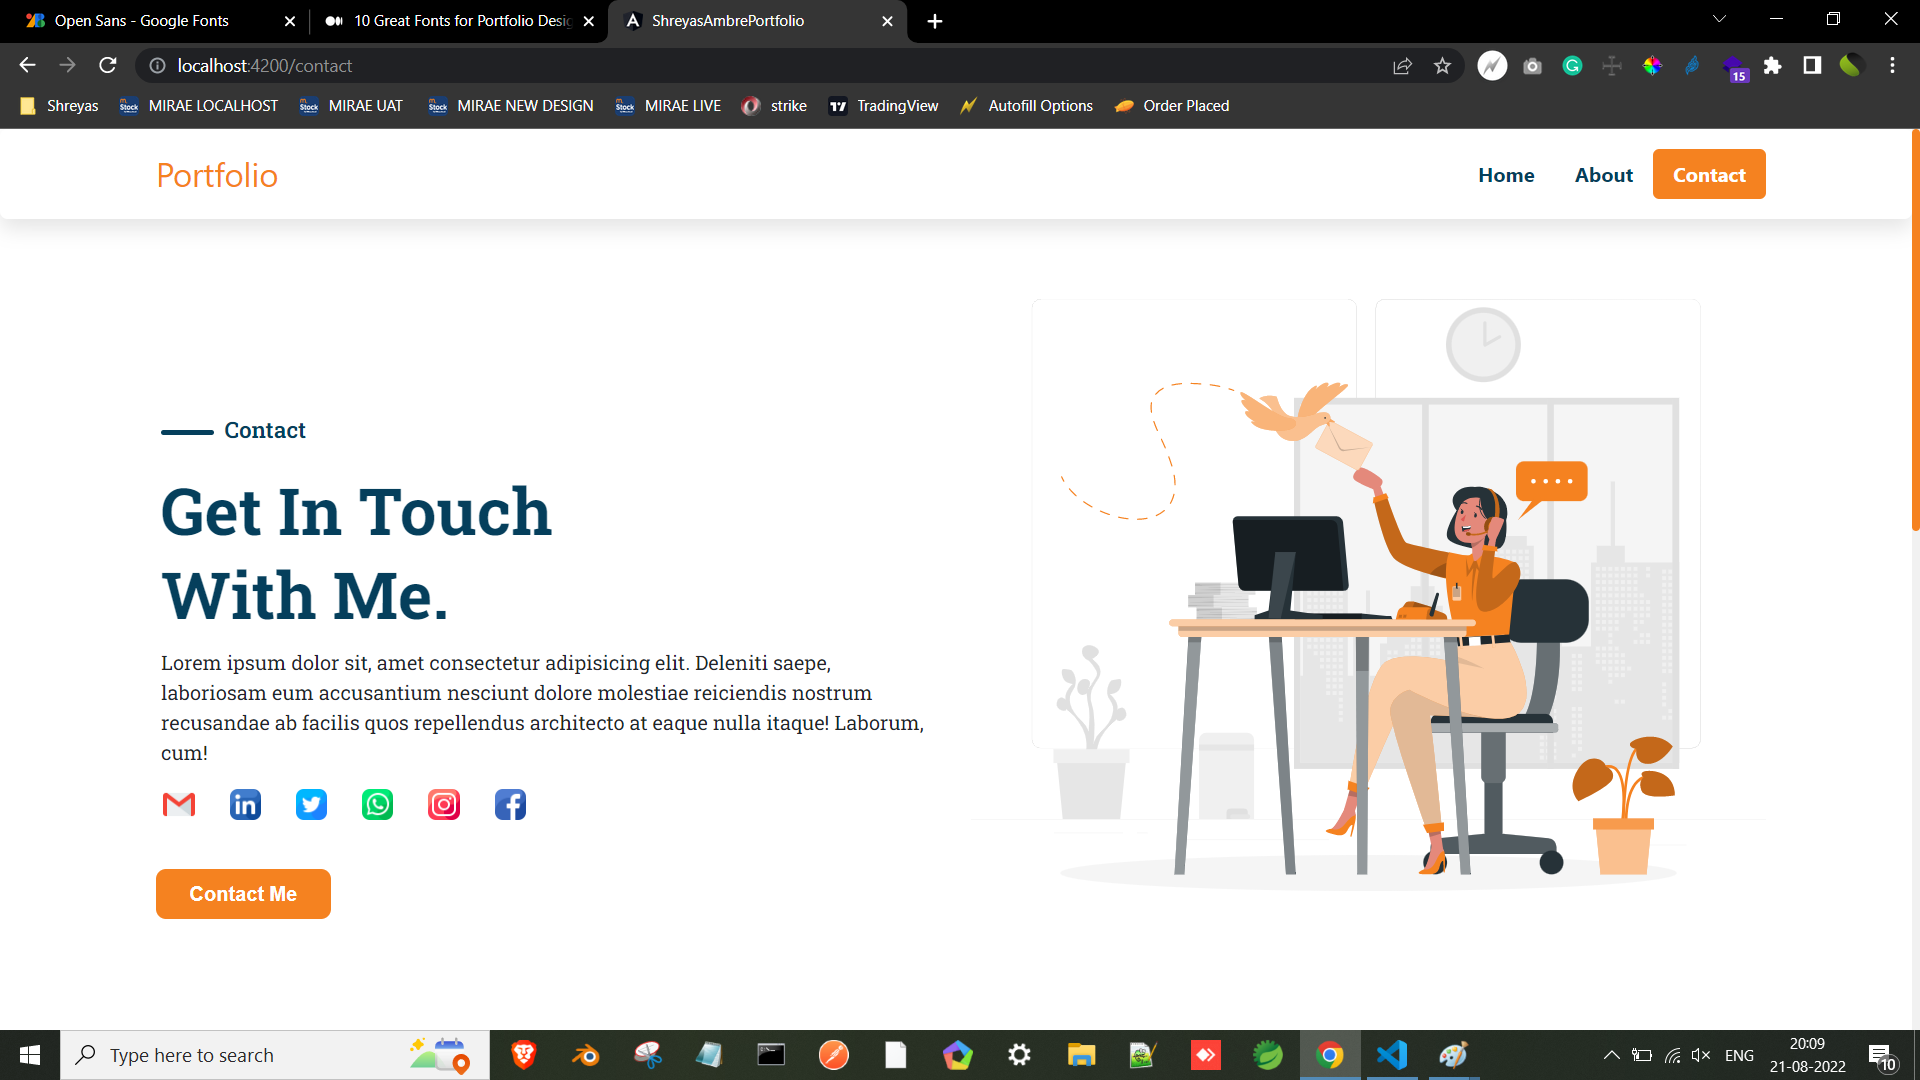 Open Sans - Google Fonts
10 Great Fonts for Portfolio Desig
ShreyasAmbrePortfolio
localhost:4200/contact
15
Shreyas
MIRAE LOCALHOST
MIRAE UAT
MIRAE NEW DESIGN
MIRAE LIVE
strike
TradingView
Autofill Options
Order Placed
Portfolio
Home
About
Contact
Contact
Get In Touch
With Me.
Lorem ipsum dolor sit, amet consectetur adipisicing elit. Deleniti saepe,
laboriosam eum accusantium nesciunt dolore molestiae reiciendis nostrum
recusandae ab facilis quos repellendus architecto at eaque nulla itaque! Laborum,
cum!
Contact Me
Type here to search
ENG
20:09
21-08-2022
10